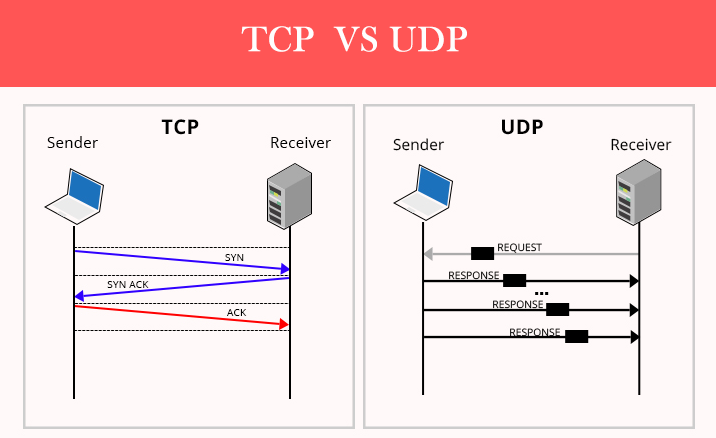 TCP VS UDP
TCP
Sender
Receiver
SYN
SYN ACK
ACK
UDP
Sender
Receiver
REQUEST
RESPONSE
...
RESPONSE
RESPONSE